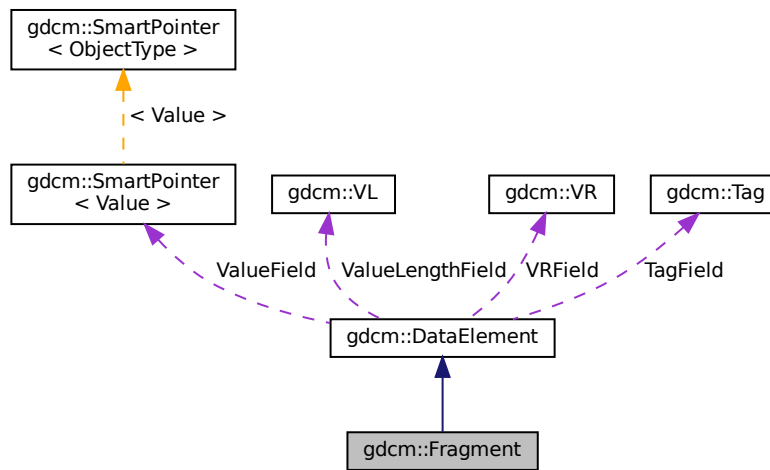 gdcm::SmartPointer
< ObjectType >
< Value >
gdcm::SmartPointer
< Value >
gdcm::VL
gdcm::VR
gdcm::Tag
ValueField
ValueLengthField
VRField
TagField
gdcm::DataElement
gdcm::Fragment